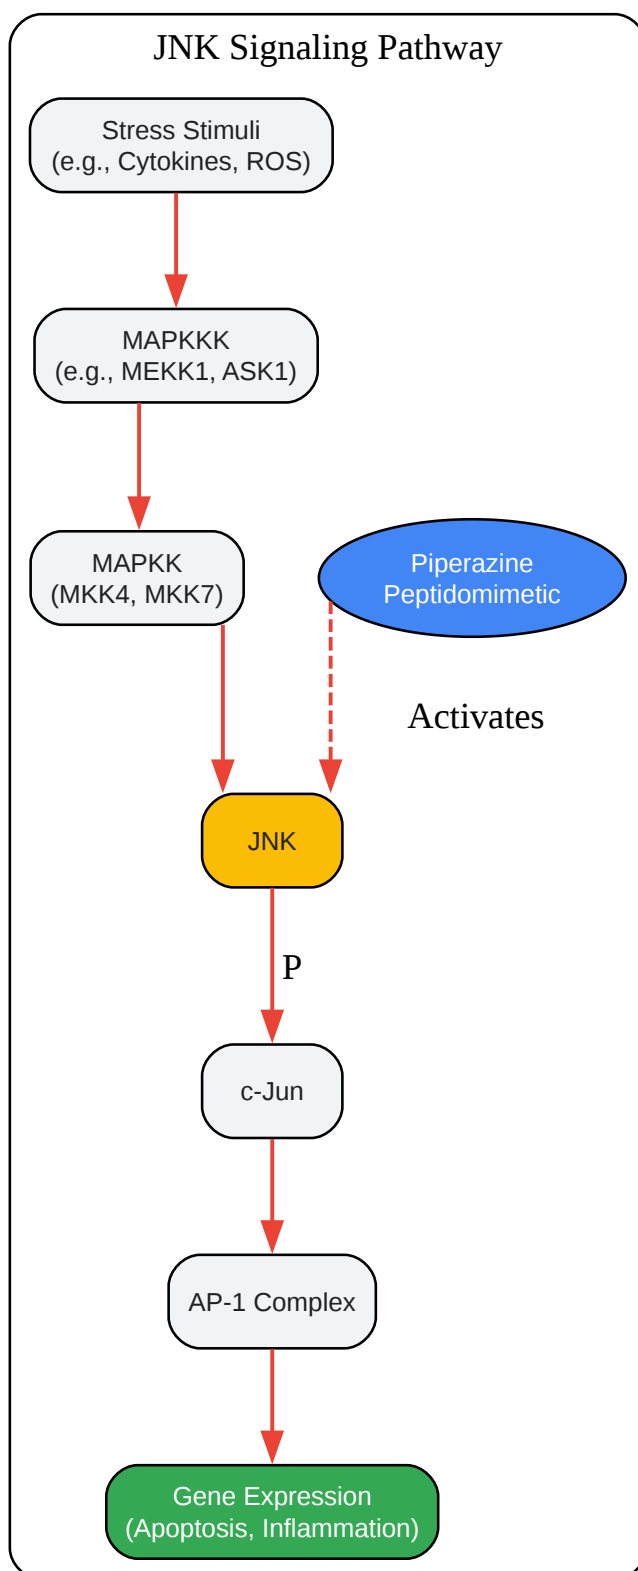 JNK Signaling Pathway
Stress Stimuli
(e.g., Cytokines, ROS)
MAPKKK
(e.g., MEKK1, ASK1)
MAPKK
(MKK4, MKK7)
Piperazine
Peptidomimetic
Activates
JNK
P
c-Jun
AP-1 Complex
Gene Expression
(Apoptosis, Inflammation)